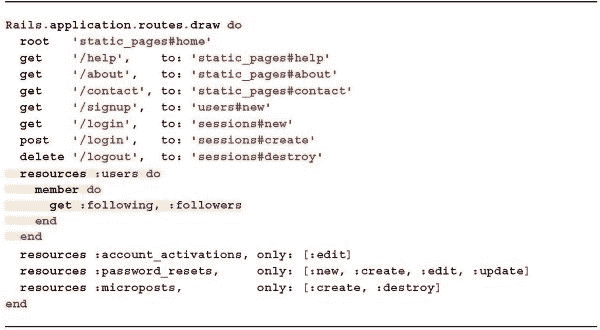 Rails.application.routes.draw do
  root   'static_pages#home'
  get    '/help',    to: 'static_pages#help'
  get    '/about',   to: 'static_pages#about'
  get    '/contact', to: 'static_pages#contact'
  get    '/signup',  to: 'users#new'
  get    '/login',   to: 'sessions#new'
  post   '/login',   to: 'sessions#create'
  delete '/logout',  to: 'sessions#destroy'
  resources :users do
    member do
      get :following, :followers
    end
  end
  resources :account_activations, only: [:edit]
  resources :password_resets,     only: [:new, :create, :edit, :update]
  resources :microposts,          only: [:create, :destroy]
end